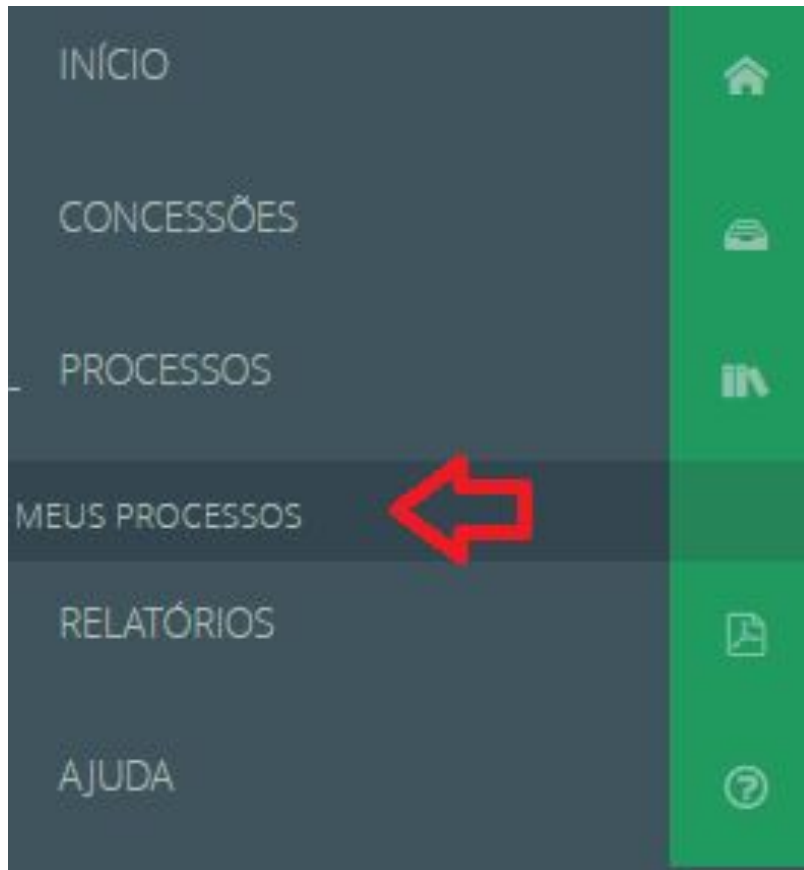 INÍCIO
CONCESSÕES
PROCESSOS
MEUS PROCESSOS
RELATÓRIOS
AJUDA